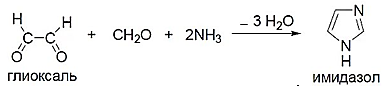 H H
O O
+ CH₂O + 2NH₃ – 3 H₂O
N
N
H
глиоксаль имидазол